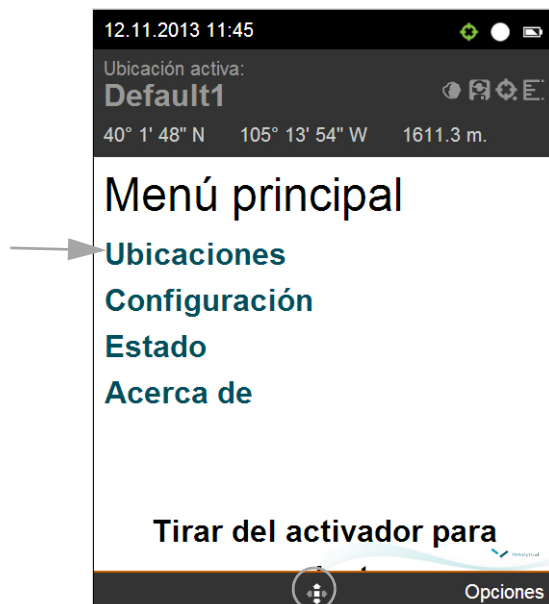 12.11.2013 11:45
Ubicación activa:
Default1
40° 1' 48" N 105° 13' 54" W 1611.3 m.
Menú principal
Ubicaciones
Configuración
Estado
Acerca de
Tirar del activador para
Opciones